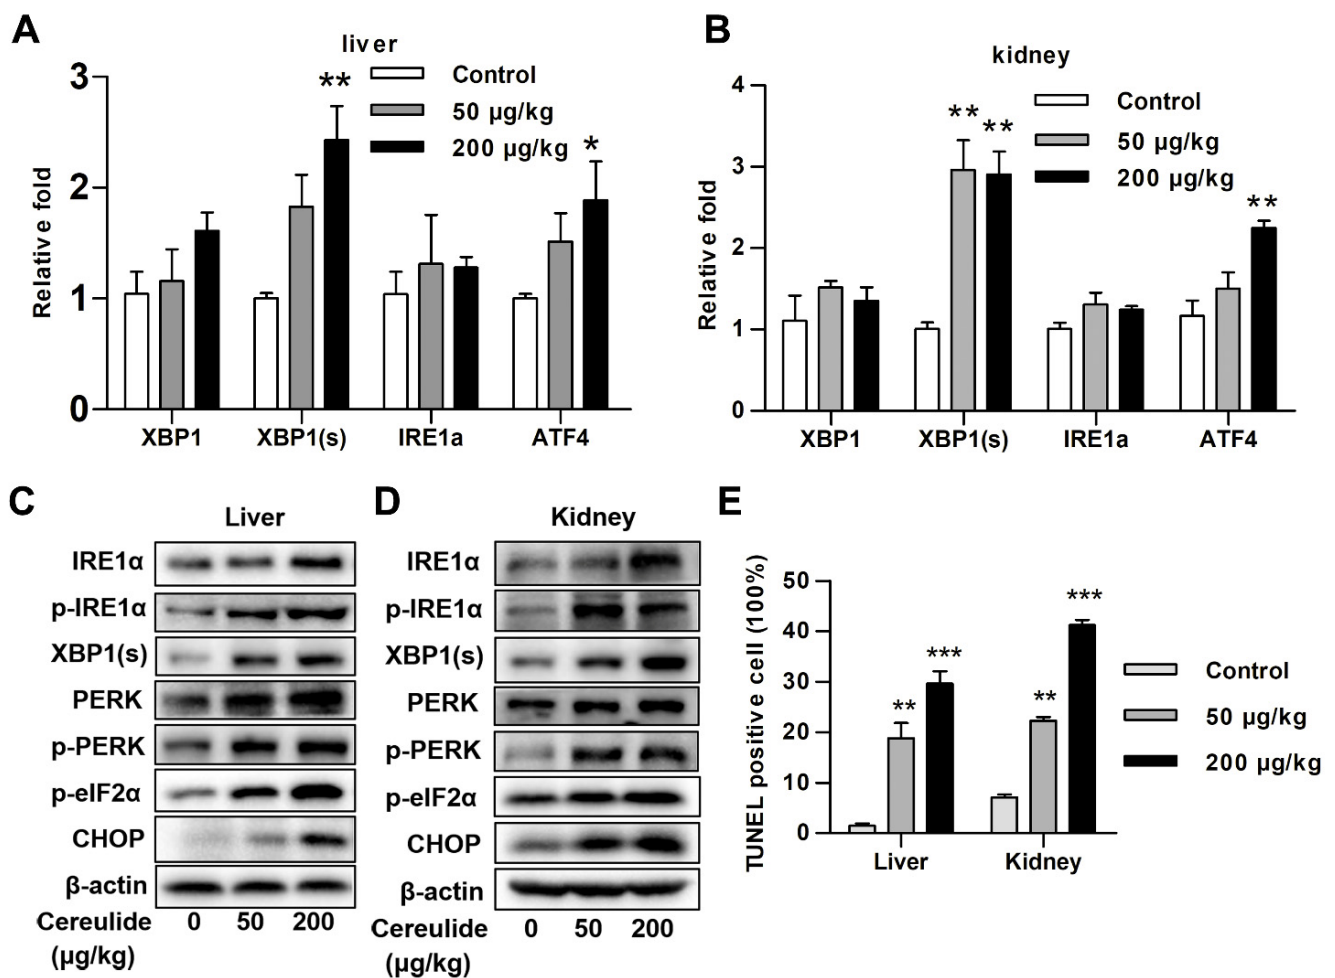 A
liver
**
Control
50 µg/kg
200 µg/kg
*
3
2
1
0
Relative fold
XBP1
XBP1(s)
IRE1a
ATF4
B
kidney
** **
Control
50 µg/kg
200 µg/kg
**
4
3
2
1
0
Relative fold
XBP1
XBP1(s)
IRE1a
ATF4
C
Liver
IRE1α
p-IRE1α
XBP1(s)
PERK
p-PERK
p-eIF2α
CHOP
β-actin
Cereulide 0 50 200
(µg/kg)
D
Kidney
IRE1α
p-IRE1α
XBP1(s)
PERK
p-PERK
p-eIF2α
CHOP
β-actin
Cereulide 0 50 200
(µg/kg)
E
TUNEL positive cell (100%)
50
40
30
20
10
0
** ***
** ***
Liver
Kidney
Control
50 µg/kg
200 µg/kg